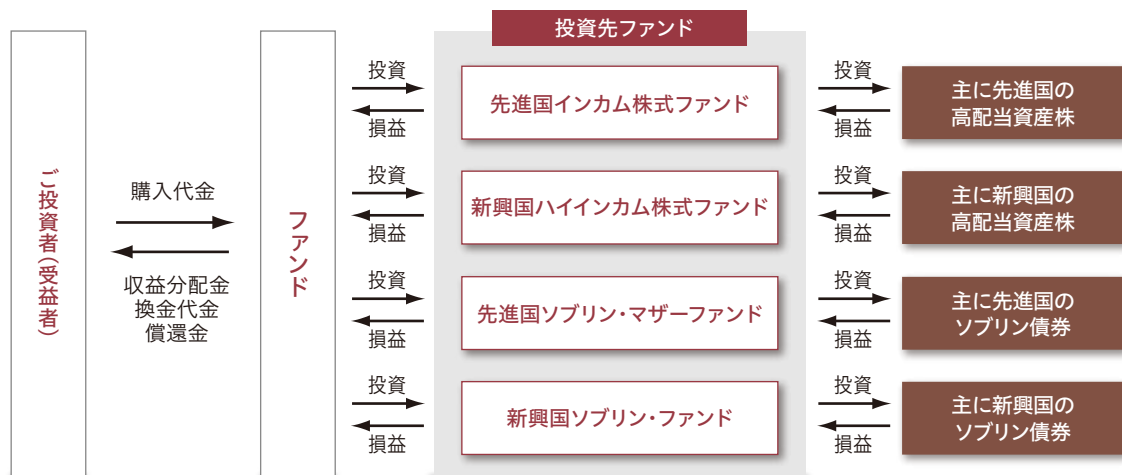 投資先ファンド
ご投資者(受益者)
購入代金
収益分配金
換金代金
償還金
ファンド
投資
損益
先進国インカム株式ファンド
投資
損益
主に先進国の
高配当資産株
投資
損益
新興国ハイインカム株式ファンド
投資
損益
主に新興国の
高配当資産株
投資
損益
先進国ソブリン・マザーファンド
投資
損益
主に先進国の
ソブリン債券
投資
損益
新興国ソブリン・ファンド
投資
損益
主に新興国の
ソブリン債券